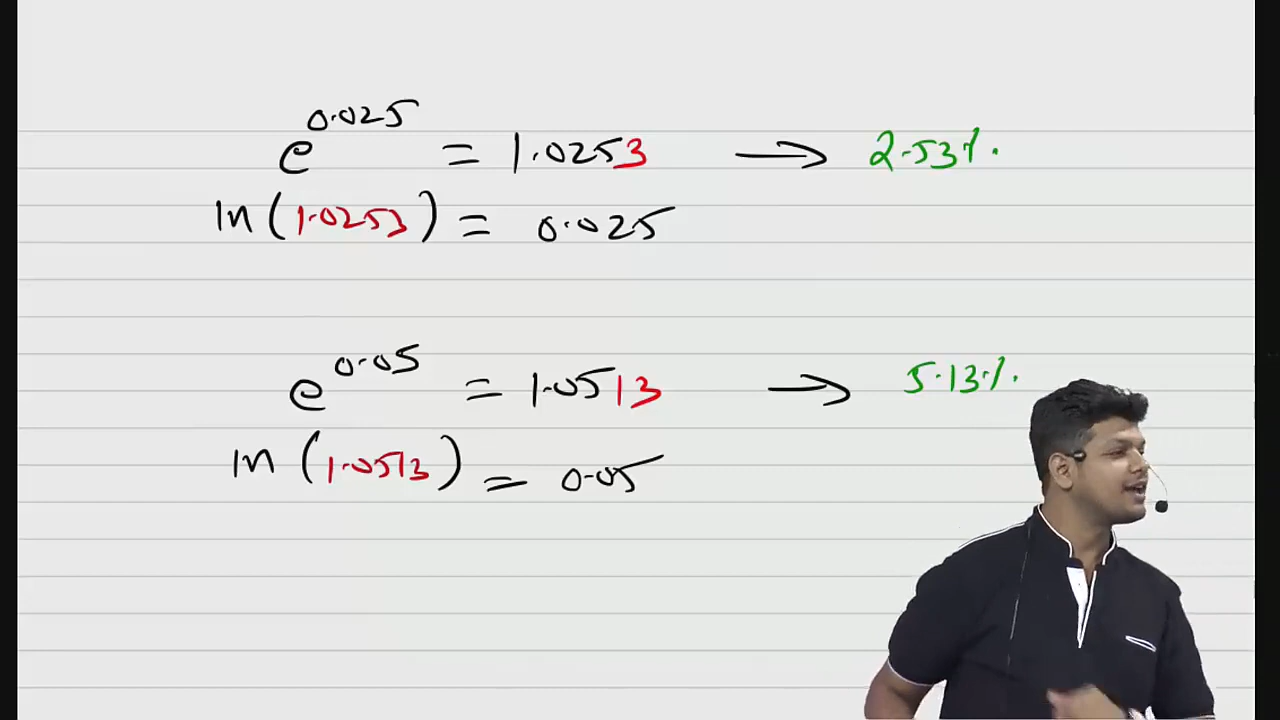 e^0.025 = 1.0253 → 2.53%.
ln(1.0253) = 0.025
e^0.05 = 1.0513 → 5.13%.
ln(1.0513) = 0.05